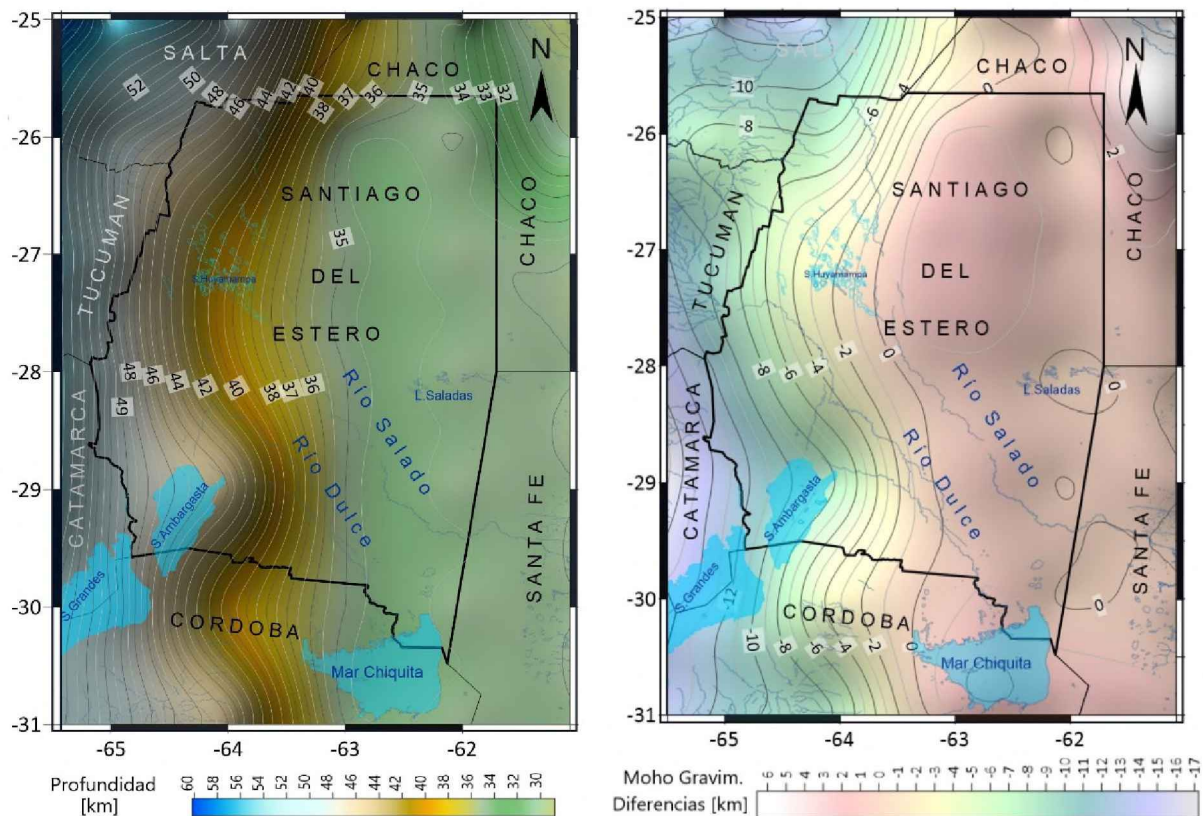 -25
-26
-27
-28
-29
-30
-31
-65
-64
-63
-62
N
SALTA
CHACO
52
50
48
46
44
42
40
38
37
36
35
34
33
32
SANTIAGO
TUCUMAN
CHACO
35
S.Huyamampa
DEL
ESTERO
48
46
44
42
40
38
37
36
49
Río Salado
L.Saladas
CATAMARCA
Río Dulce
S.Ambargasta
SANTA FE
S.Grandes
CORDOBA
Mar Chiquita
Profundidad
[km]
60
58
56
54
52
50
48
46
44
42
40
38
36
34
32
30
-25
-26
-27
-28
-29
-30
-31
-65
-64
-63
-62
N
SALTA
CHACO
-10
-8
-6
-4
0
2
SANTIAGO
TUCUMAN
CHACO
S.Huyamampa
DEL
ESTERO
-8
-6
-4
-2
0
0
Río Salado
L.Saladas
CATAMARCA
Río Dulce
S.Ambargasta
SANTA FE
S.Grandes
-12
CORDOBA
0
-10
-8
-6
-4
-2
0
Mar Chiquita
Moho Gravim.
Diferencias [km]
6
5
4
3
2
1
0
-1
-2
-3
-4
-5
-6
-7
-8
-9
-10
-11
-12
-13
-14
-15
-16
-17